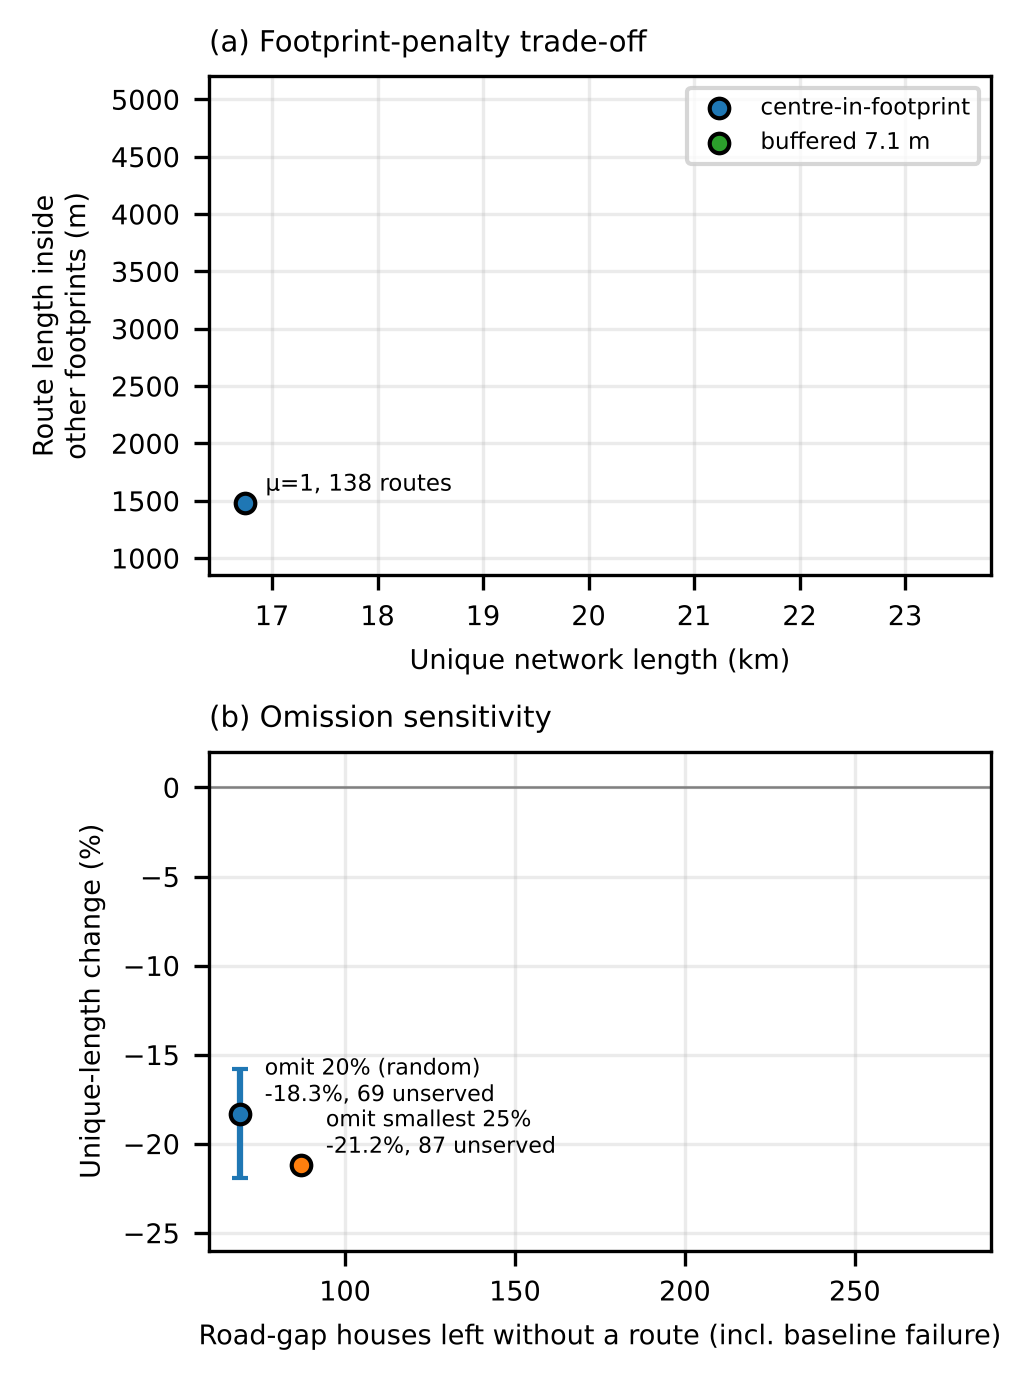 (a) Footprint-penalty trade-off
centre-in-footprint
buffered 7.1 m
Route length inside
other footprints (m)
5000
4500
4000
3500
3000
2500
2000
1500
1000
µ=1, 138 routes
17 18 19 20 21 22 23
Unique network length (km)
(b) Omission sensitivity
Unique-length change (%)
0
−5
−10
−15
−20
−25
omit 20% (random)
-18.3%, 69 unserved
omit smallest 25%
-21.2%, 87 unserved
100 150 200 250
Road-gap houses left without a route (incl. baseline failure)